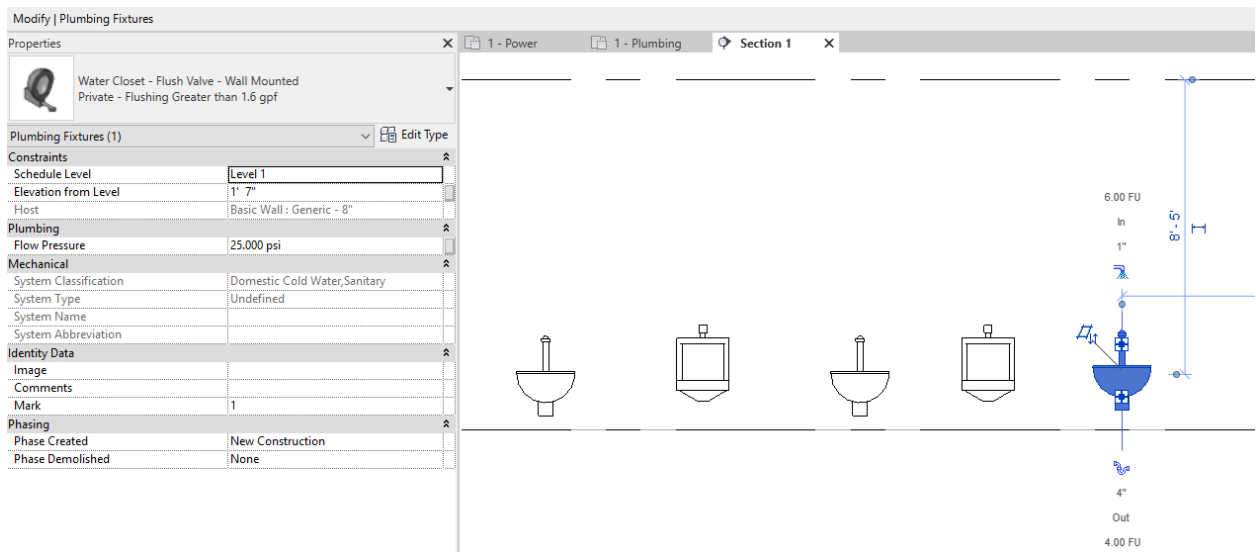 Modify | Plumbing Fixtures
Properties
1 - Power
1 - Plumbing
Section 1
Water Closet - Flush Valve - Wall Mounted
Private - Flushing Greater than 1.6 gpf
Plumbing Fixtures (1)
Edit Type
Constraints
Schedule Level Level 1
Elevation from Level 1' 7"
Host Basic Wall : Generic - 8"
Plumbing
Flow Pressure 25.000 psi
Mechanical
System Classification Domestic Cold Water,Sanitary
System Type Undefined
System Name
System Abbreviation
Identity Data
Image
Comments
Mark 1
Phasing
Phase Created New Construction
Phase Demolished None
6.00 FU
In
1"
8' - 5'
4"
Out
4.00 FU